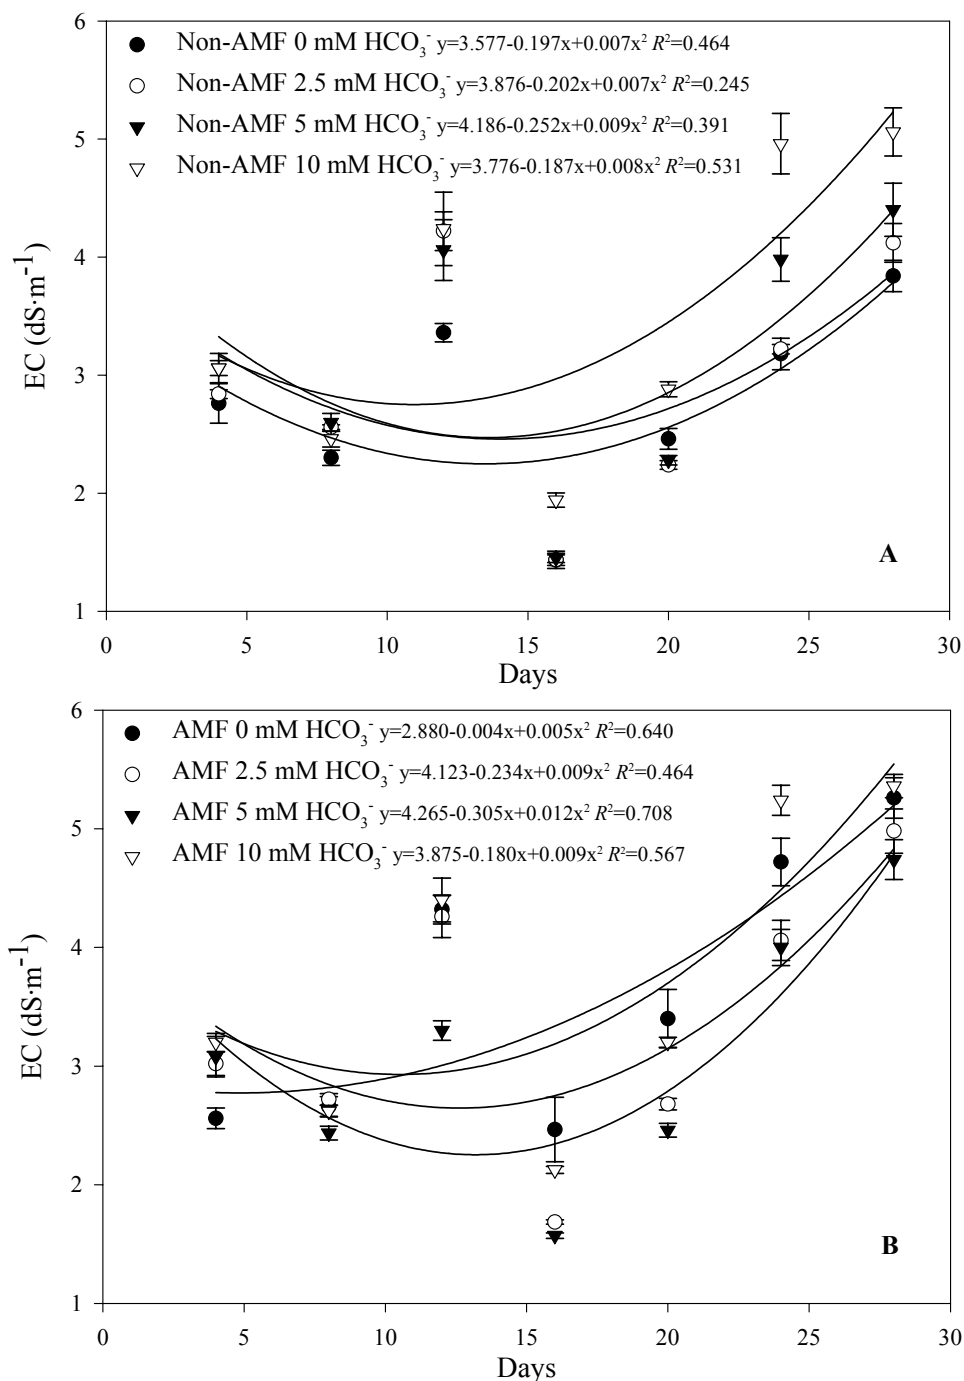 6
Non-AMF 0 mM HCO₃⁻ y=3.577-0.197x+0.007x² R²=0.464
Non-AMF 2.5 mM HCO₃⁻ y=3.876-0.202x+0.007x² R²=0.245
5
Non-AMF 5 mM HCO₃⁻ y=4.186-0.252x+0.009x² R²=0.391
Non-AMF 10 mM HCO₃⁻ y=3.776-0.187x+0.008x² R²=0.531
4
EC (dS·m⁻¹)
3
2
A
1
0 5 10 15 20 25 30
Days
6
AMF 0 mM HCO₃⁻ y=2.880-0.004x+0.005x² R²=0.640
AMF 2.5 mM HCO₃⁻ y=4.123-0.234x+0.009x² R²=0.464
AMF 5 mM HCO₃⁻ y=4.265-0.305x+0.012x² R²=0.708
5
AMF 10 mM HCO₃⁻ y=3.875-0.180x+0.009x² R²=0.567
4
EC (dS·m⁻¹)
3
2
B
1
0 5 10 15 20 25 30
Days